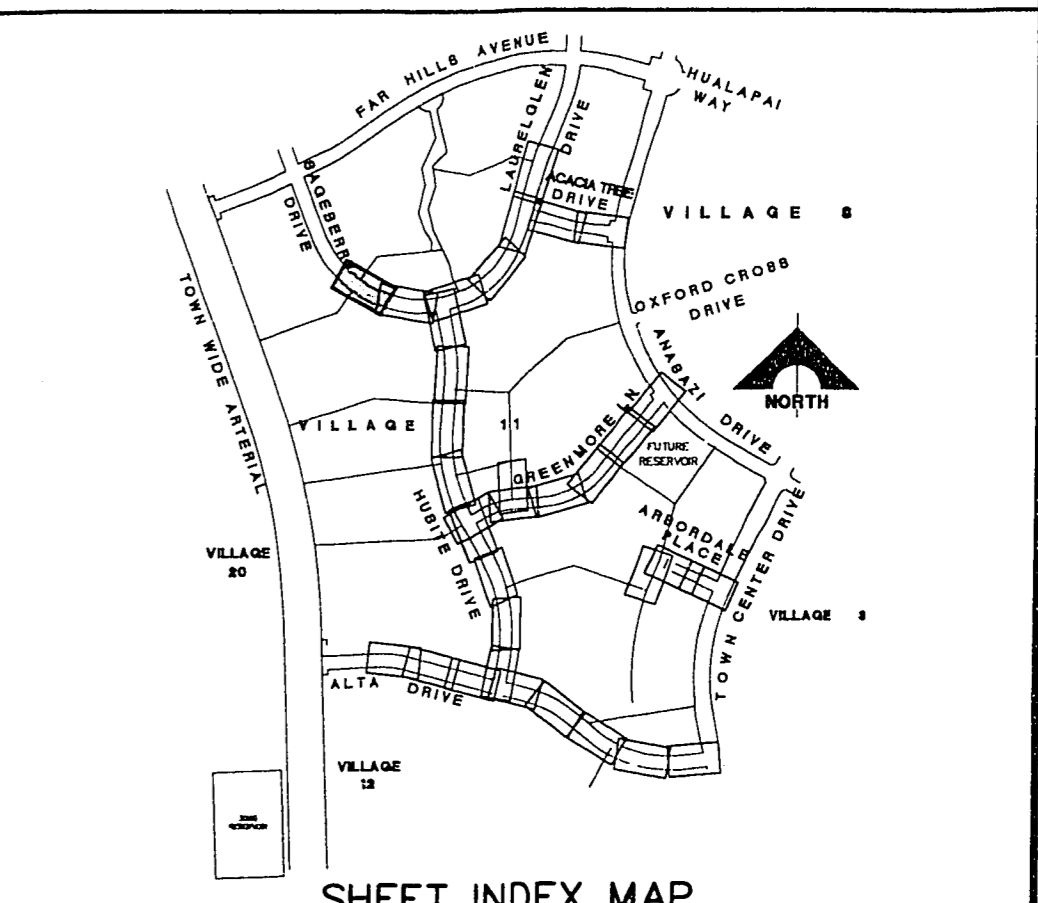 FAR HILLS AVENUE
HUALAPAI
WAY
LAURELGLEN
DRIVE
SAGEBERRY
DRIVE
ACACIA TREE
DRIVE
VILLAGE 8
OXFORD CROSS
DRIVE
TOWN WIDE ARTERIAL
ANASAZI DRIVE
NORTH
VILLAGE 11
GREENMORE LN
FUTURE
RESERVOIR
HUBITE DRIVE
ARBORDALE
PLACE
TOWN CENTER DRIVE
VILLAGE
20
VILLAGE 3
ALTA DRIVE
VILLAGE
12
SHEET INDEX MAP